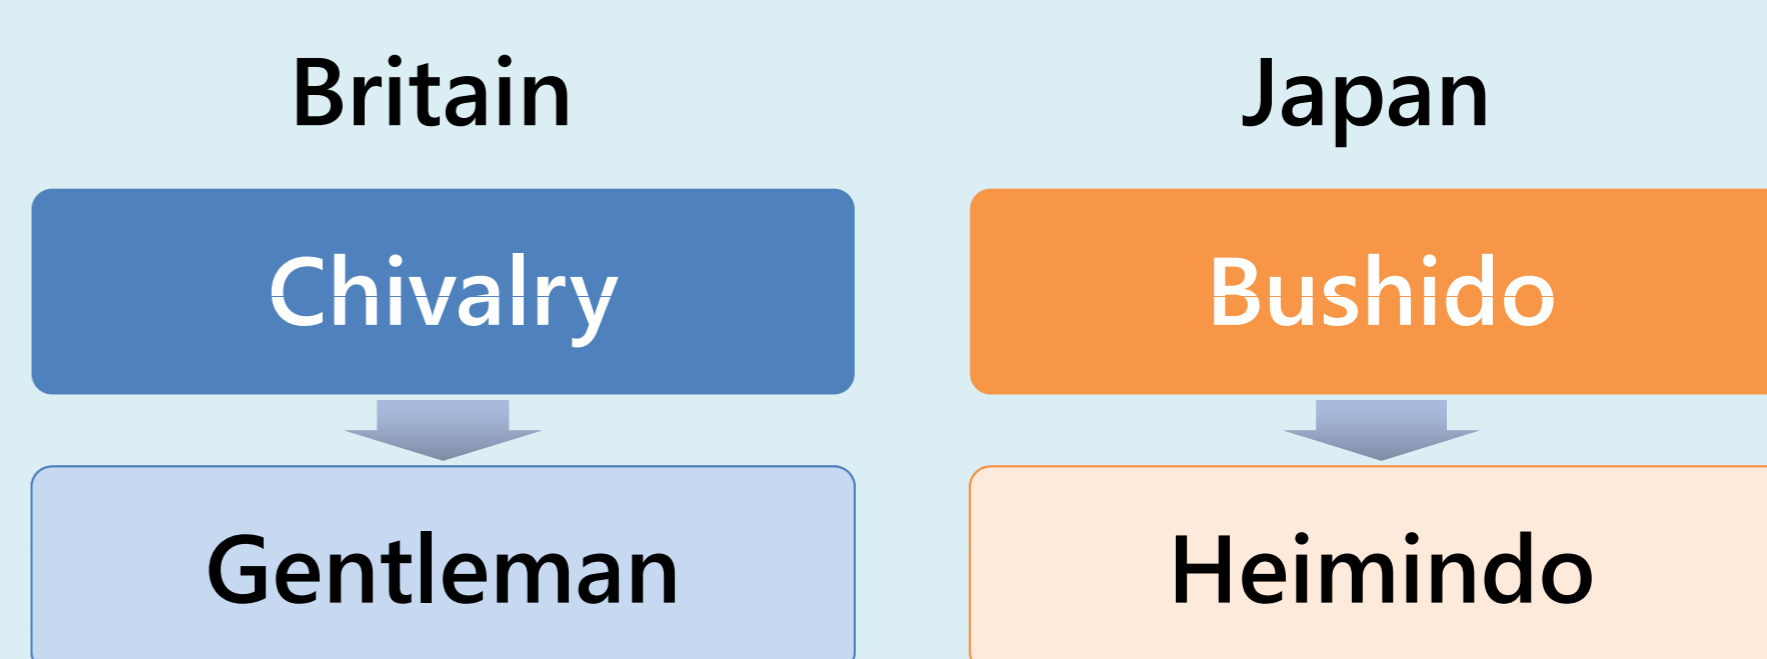 Britain
Japan
Chivalry
Bushido
Gentleman
Heimindo